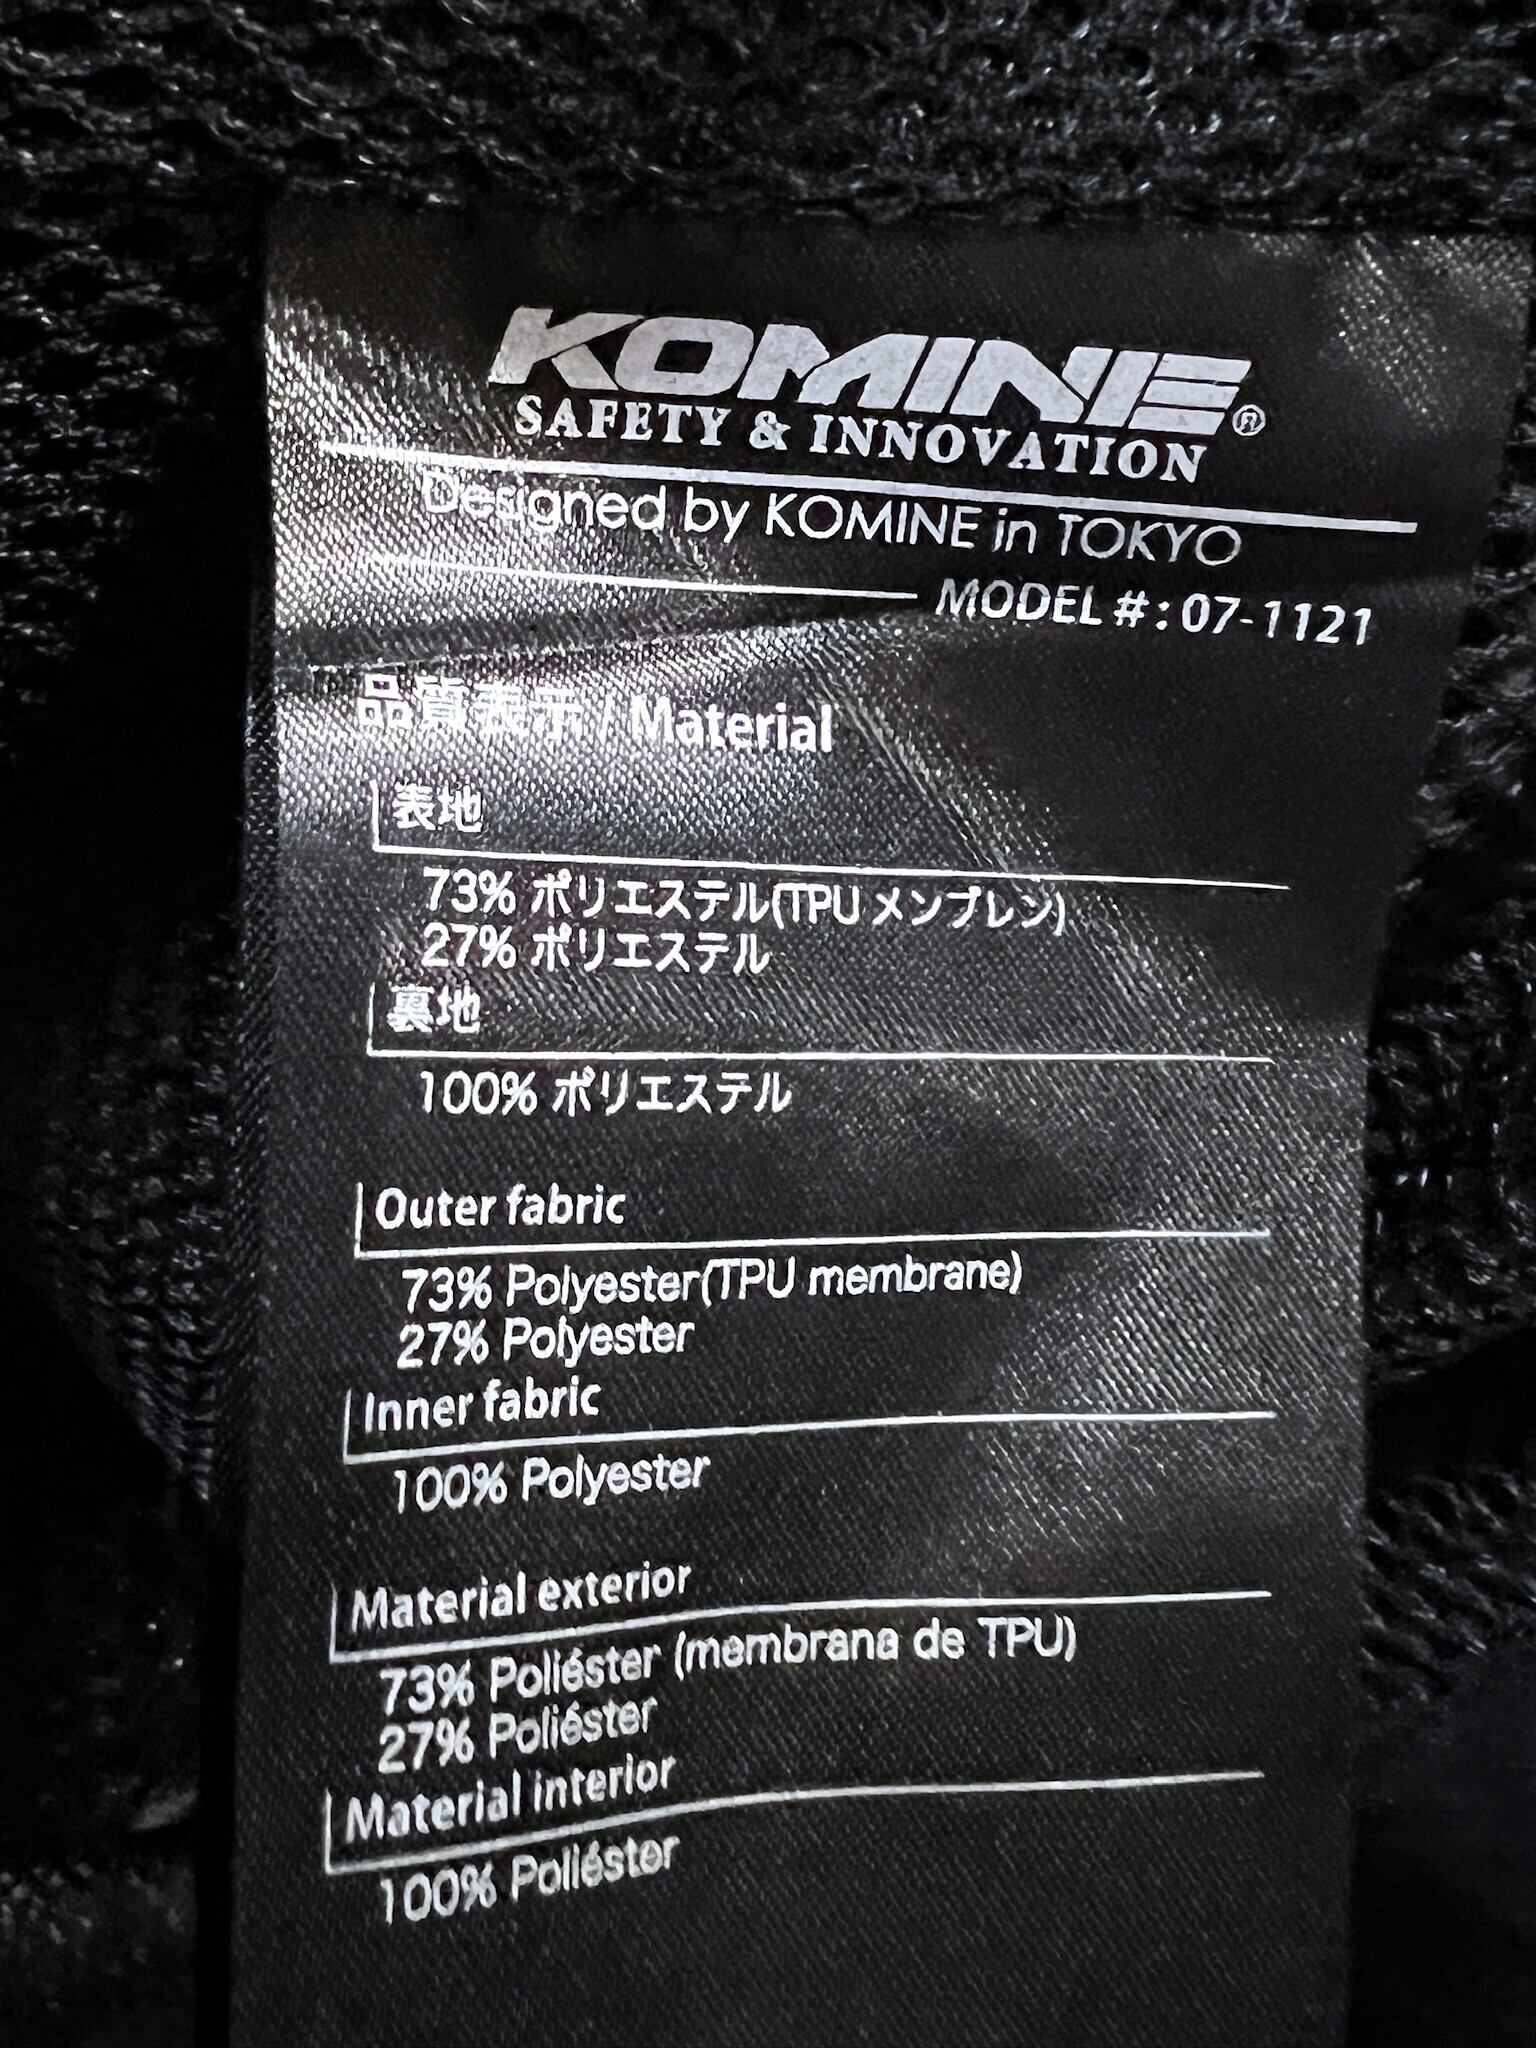 KOMINE®
SAFETY & INNOVATION
Designed by KOMINE in TOKYO
MODEL #: 07-1121
品質表示 / Material
表地
73% ポリエステル(TPU メンブレン)
27% ポリエステル
裏地
100% ポリエステル
Outer fabric
73% Polyester(TPU membrane)
27% Polyester
Inner fabric
100% Polyester
Material exterior
73% Poliéster (membrana de TPU)
27% Poliéster
Material interior
100% Poliéster